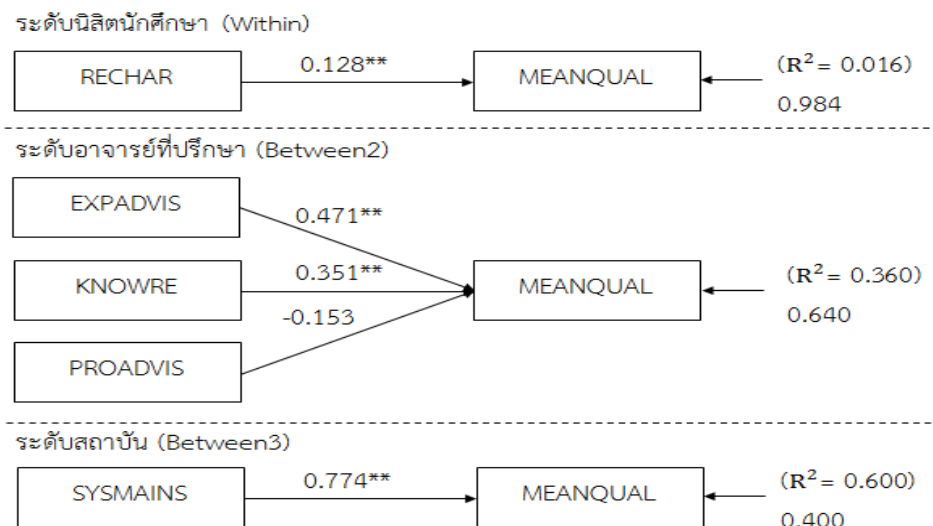 ระดับนิสิตนักศึกษา (Within)
RECHAR
0.128**
MEANQUAL
(R² = 0.016)
0.984
ระดับอาจารย์ที่ปรึกษา (Between2)
EXPADVIS
0.471**
KNOWRE
0.351**
MEANQUAL
(R² = 0.360)
0.640
-0.153
PROADVIS
ระดับสถาบัน (Between3)
SYSMAINS
0.774**
MEANQUAL
(R² = 0.600)
0.400